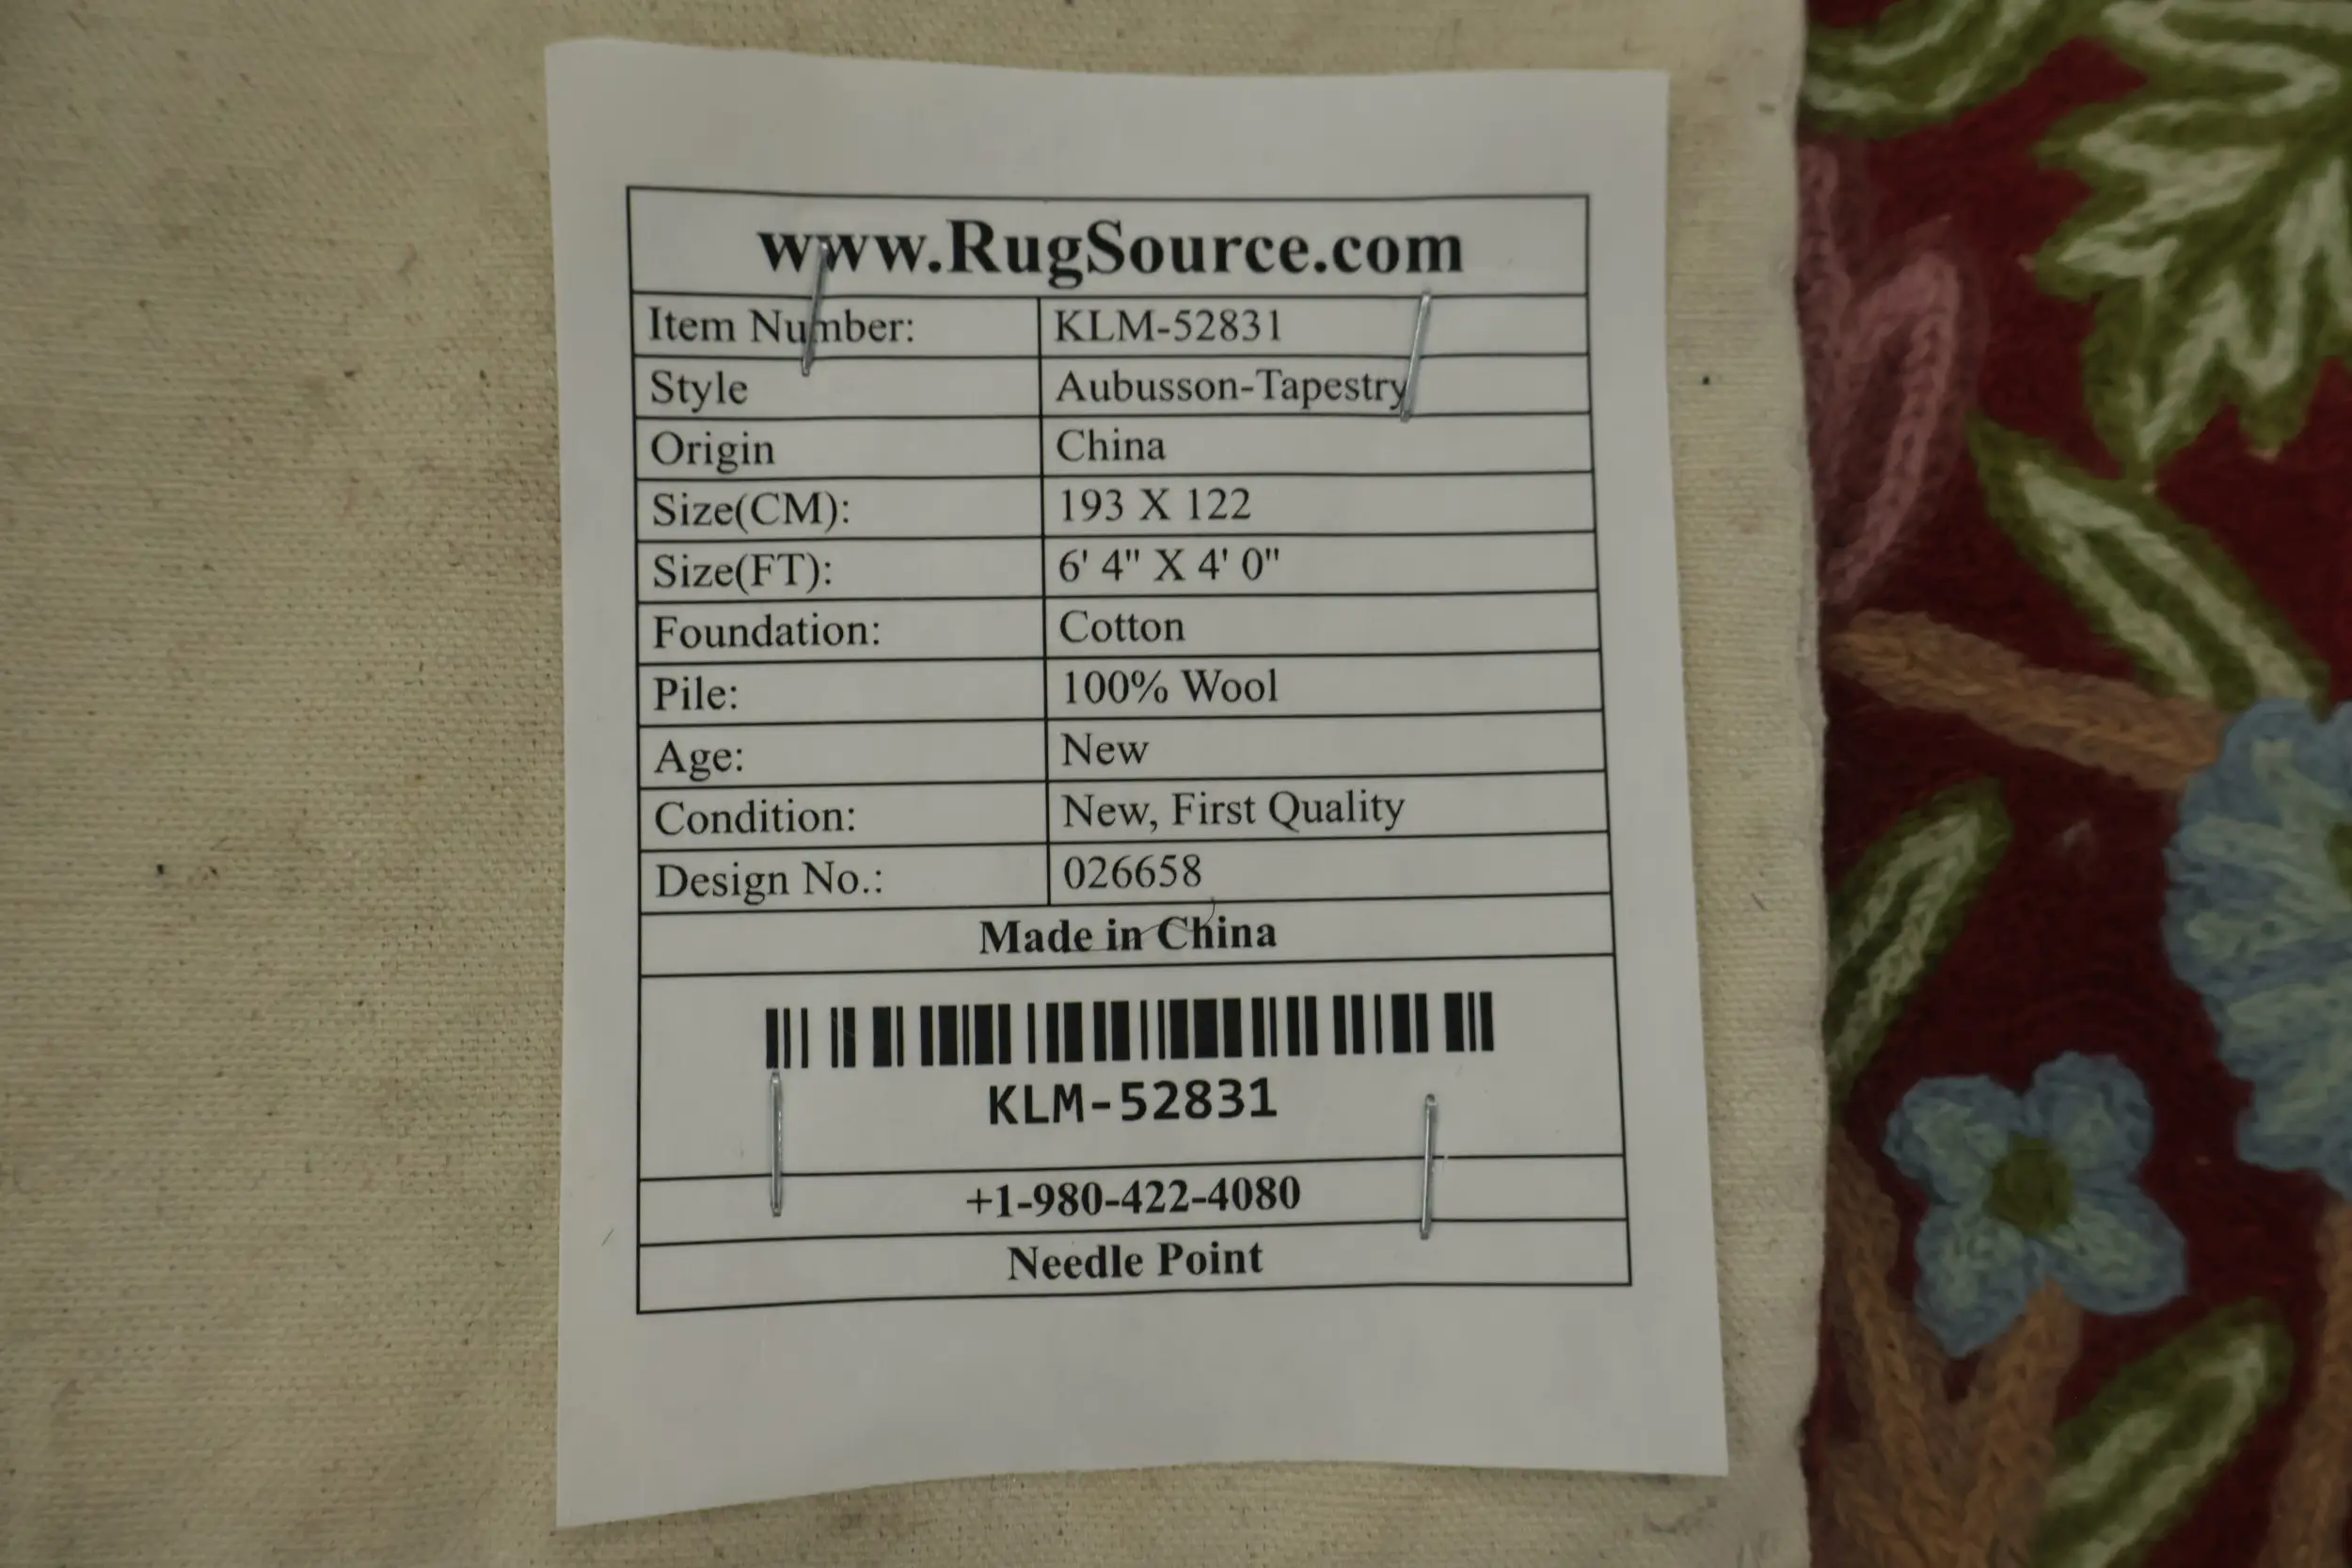 www.RugSource.com
Item Number: KLM-52831
Style Aubusson-Tapestry
Origin China
Size(CM): 193 X 122
Size(FT): 6' 4" X 4' 0"
Foundation: Cotton
Pile: 100% Wool
Age: New
Condition: New, First Quality
Design No.: 026658
Made in China
KLM-52831
+1-980-422-4080
Needle Point